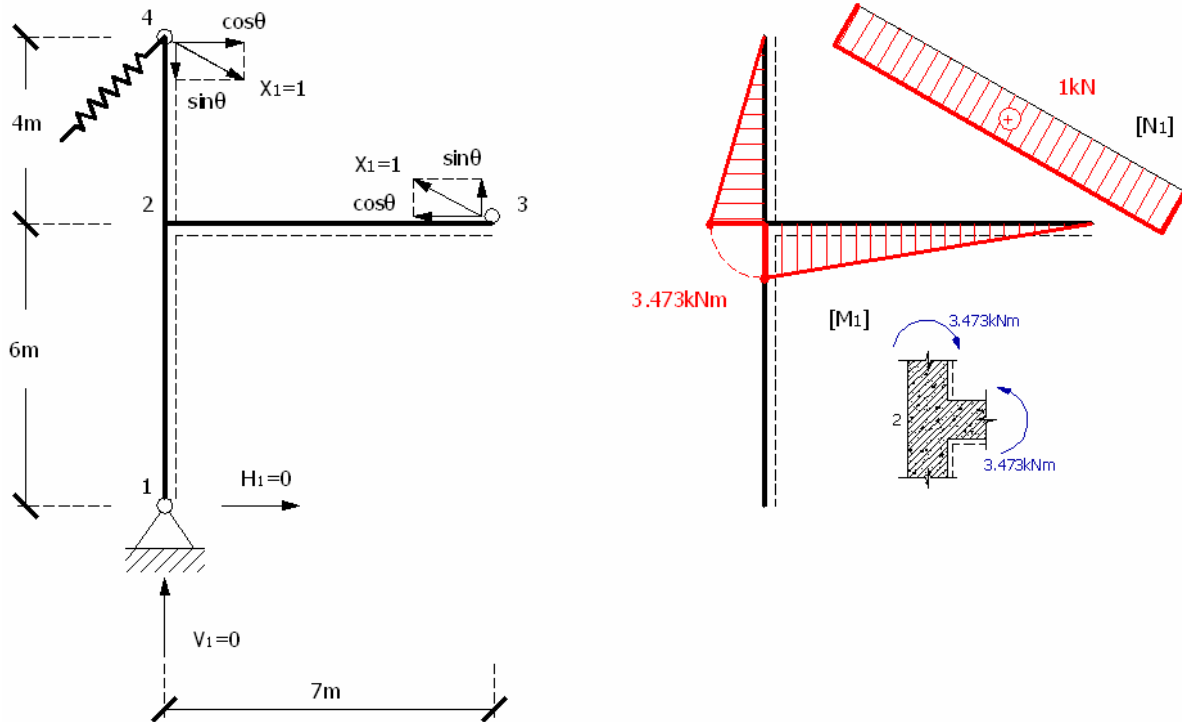 4
cosθ
sinθ
X1=1
4m
X1=1
sinθ
cosθ
3
2
6m
1
H1=0
V1=0
7m
1kN
[N1]
3.473kNm
[M1]
3.473kNm
2
3.473kNm